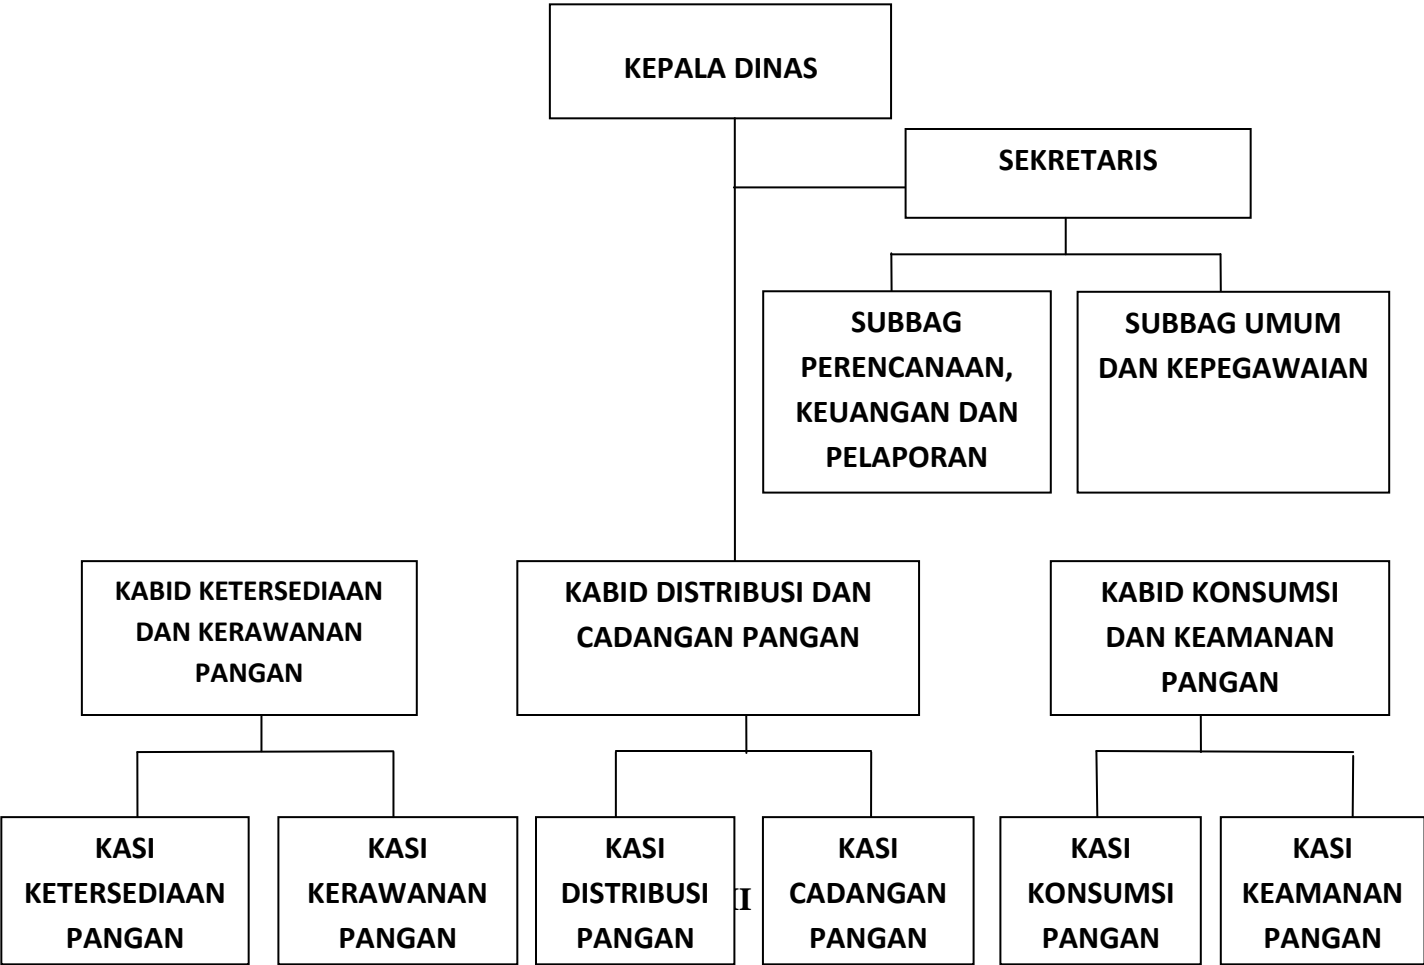 KEPALA DINAS
SEKRETARIS
SUBBAG
PERENCANAAN,
KEUANGAN DAN
PELAPORAN
SUBBAG UMUM
DAN KEPEGAWAIAN
KABID KETERSEDIAAN
DAN KERAWANAN
PANGAN
KABID DISTRIBUSI DAN
CADANGAN PANGAN
KABID KONSUMSI
DAN KEAMANAN
PANGAN
KASI
KETERSEDIAAN
PANGAN
KASI
KERAWANAN
PANGAN
KASI
DISTRIBUSI
PANGAN
KASI
CADANGAN
PANGAN
KASI
KONSUMSI
PANGAN
KASI
KEAMANAN
PANGAN